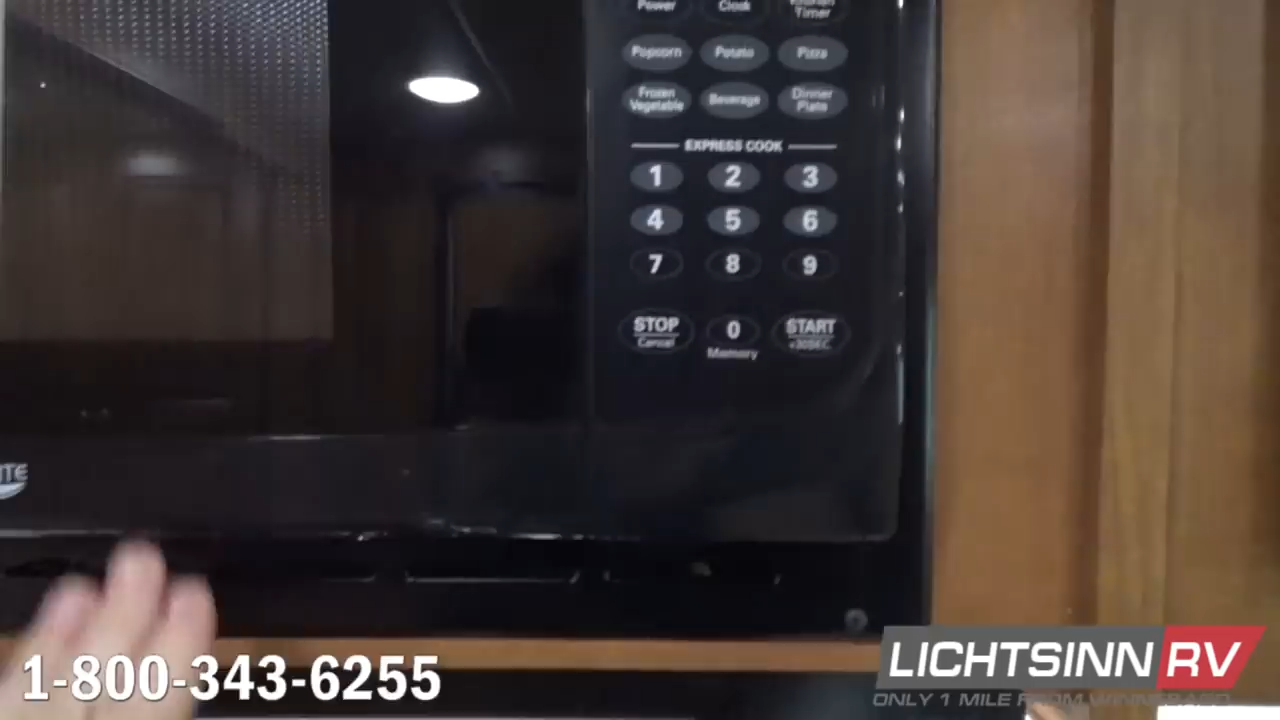 Power Clock Kitchen
Timer
Popcorn Potato Pizza
Frozen
Vegetable Beverage Dinner
Plate
EXPRESS COOK
1 2 3
4 5 6
7 8 9
STOP
Cancel 0
Memory START
+30SEC
ITE
1-800-343-6255
LICHTSINN RV
ONLY 1 MILE FROM WINNEBAGO